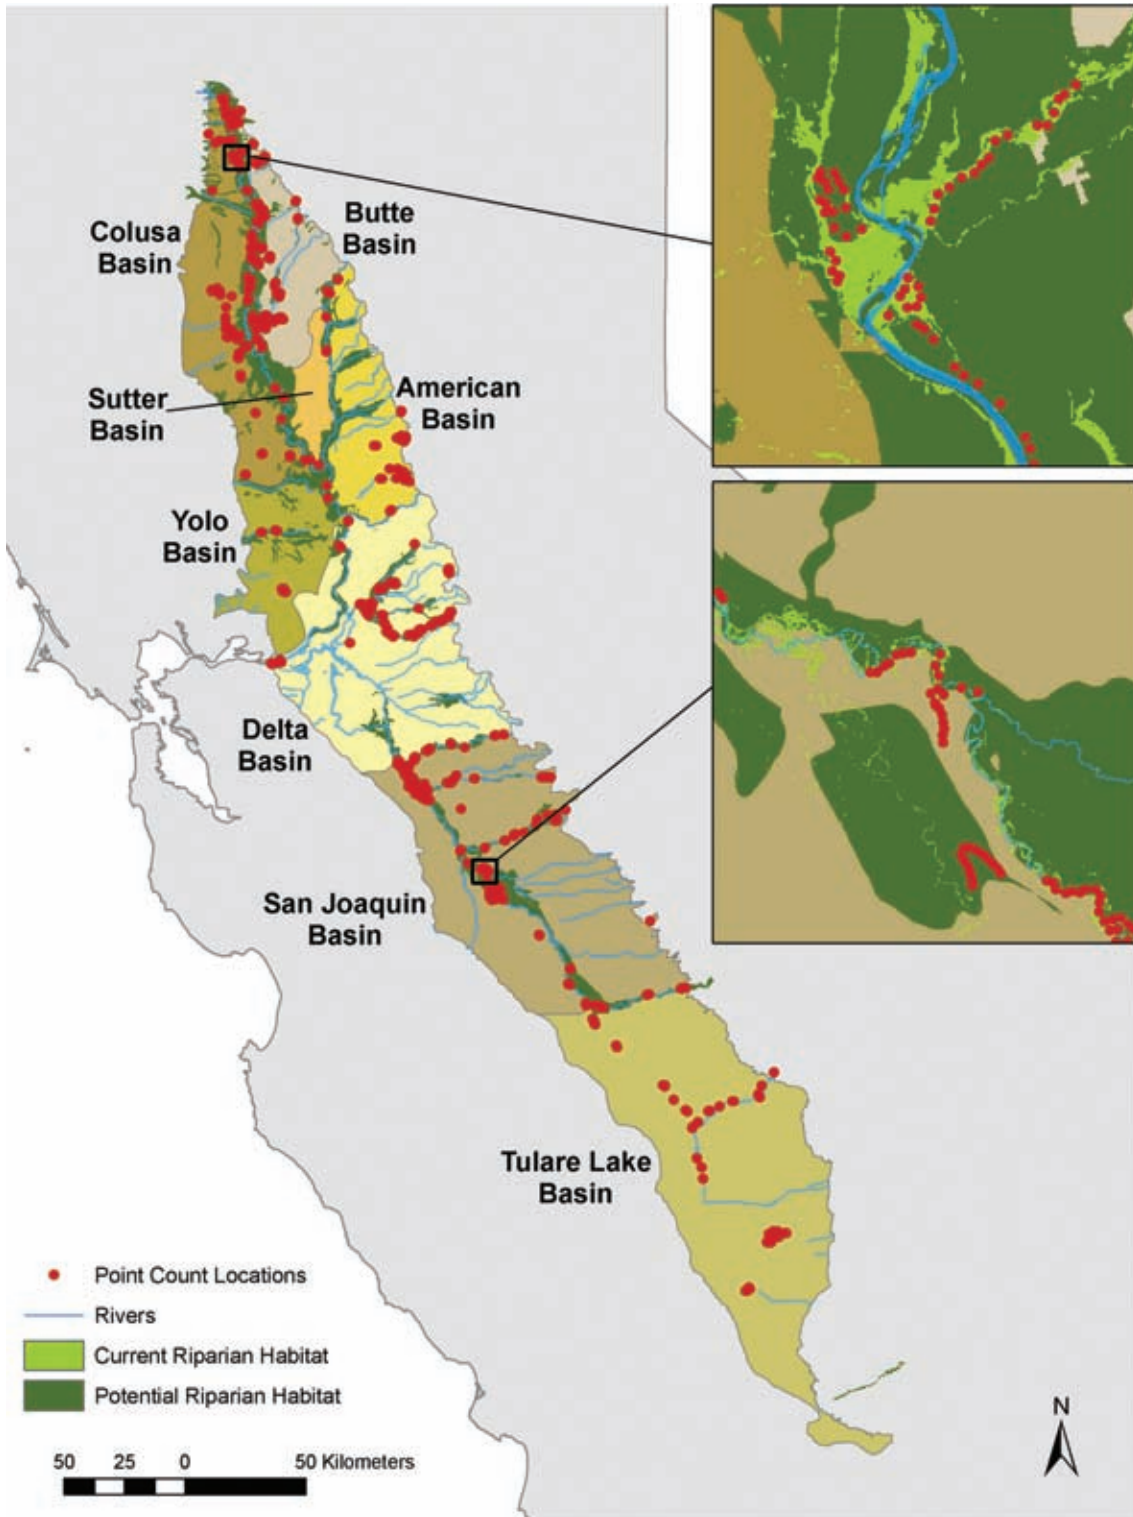 Butte
Basin
Colusa
Basin
Sutter
Basin
American
Basin
Yolo
Basin
Delta
Basin
San Joaquin
Basin
Tulare Lake
Basin
Point Count Locations
Rivers
Current Riparian Habitat
Potential Riparian Habitat
50 25 0 50 Kilometers
N